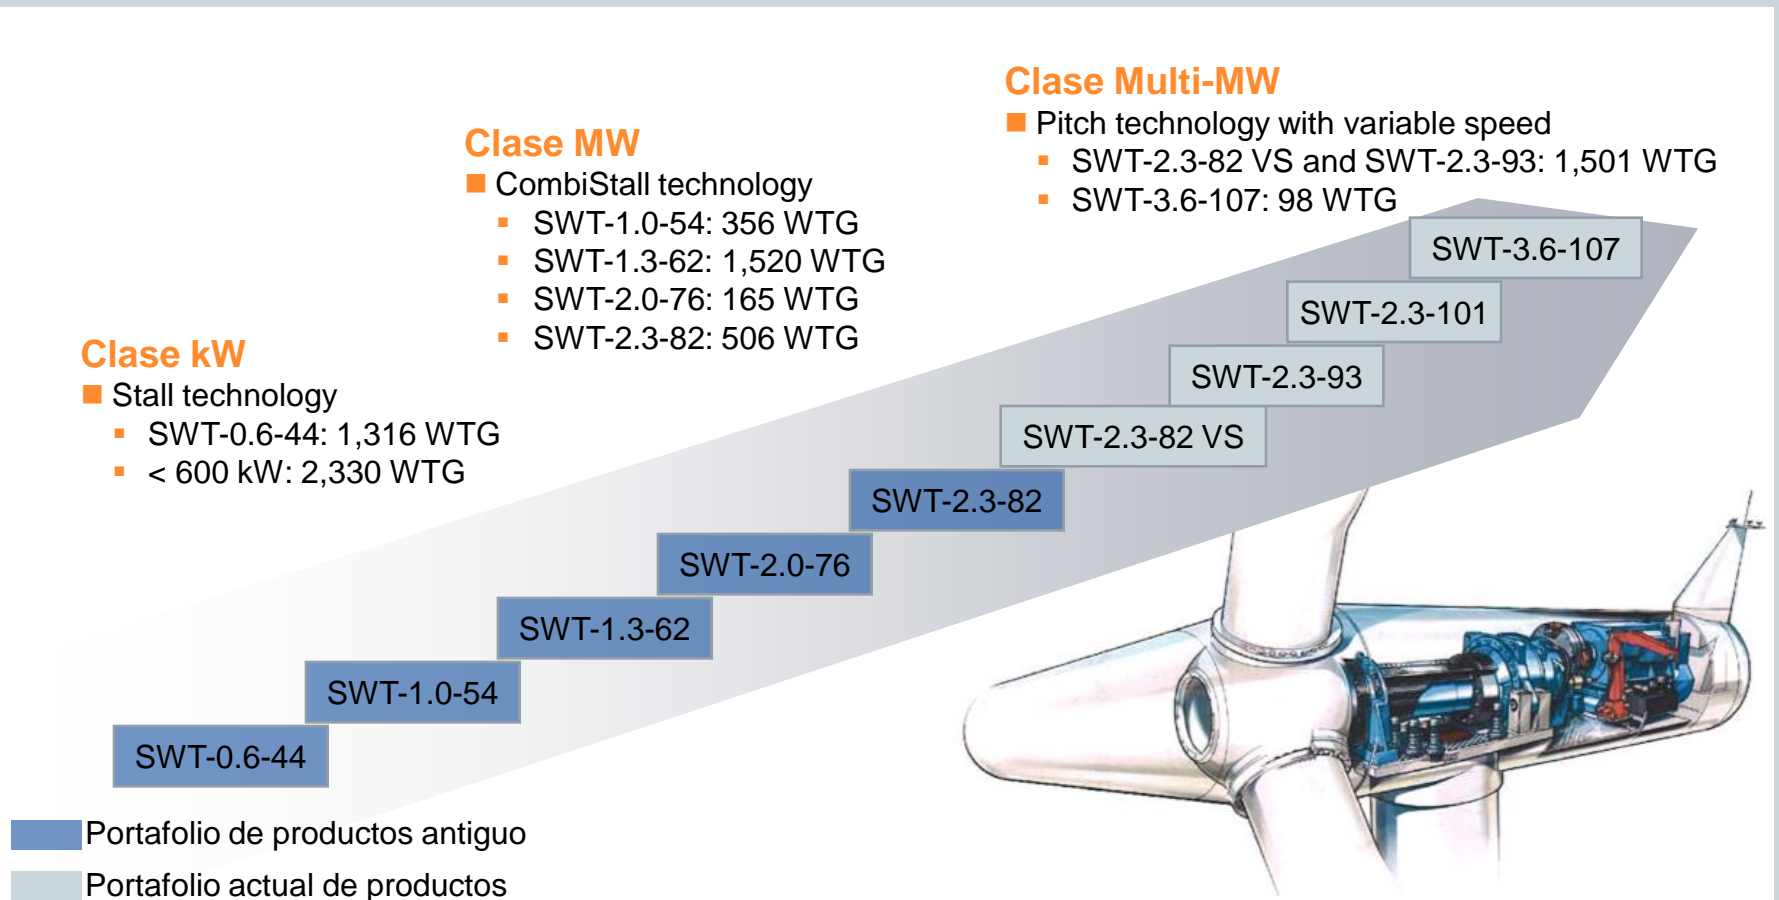 Clase Multi-MW
Pitch technology with variable speed
SWT-2.3-82 VS and SWT-2.3-93: 1,501 WTG
SWT-3.6-107: 98 WTG
Clase MW
CombiStall technology
SWT-1.0-54: 356 WTG
SWT-1.3-62: 1,520 WTG
SWT-2.0-76: 165 WTG
SWT-2.3-82: 506 WTG
Clase kW
Stall technology
SWT-0.6-44: 1,316 WTG
< 600 kW: 2,330 WTG
SWT-3.6-107
SWT-2.3-101
SWT-2.3-93
SWT-2.3-82 VS
SWT-2.3-82
SWT-2.0-76
SWT-1.3-62
SWT-1.0-54
SWT-0.6-44
Portafolio de productos antiguo
Portafolio actual de productos